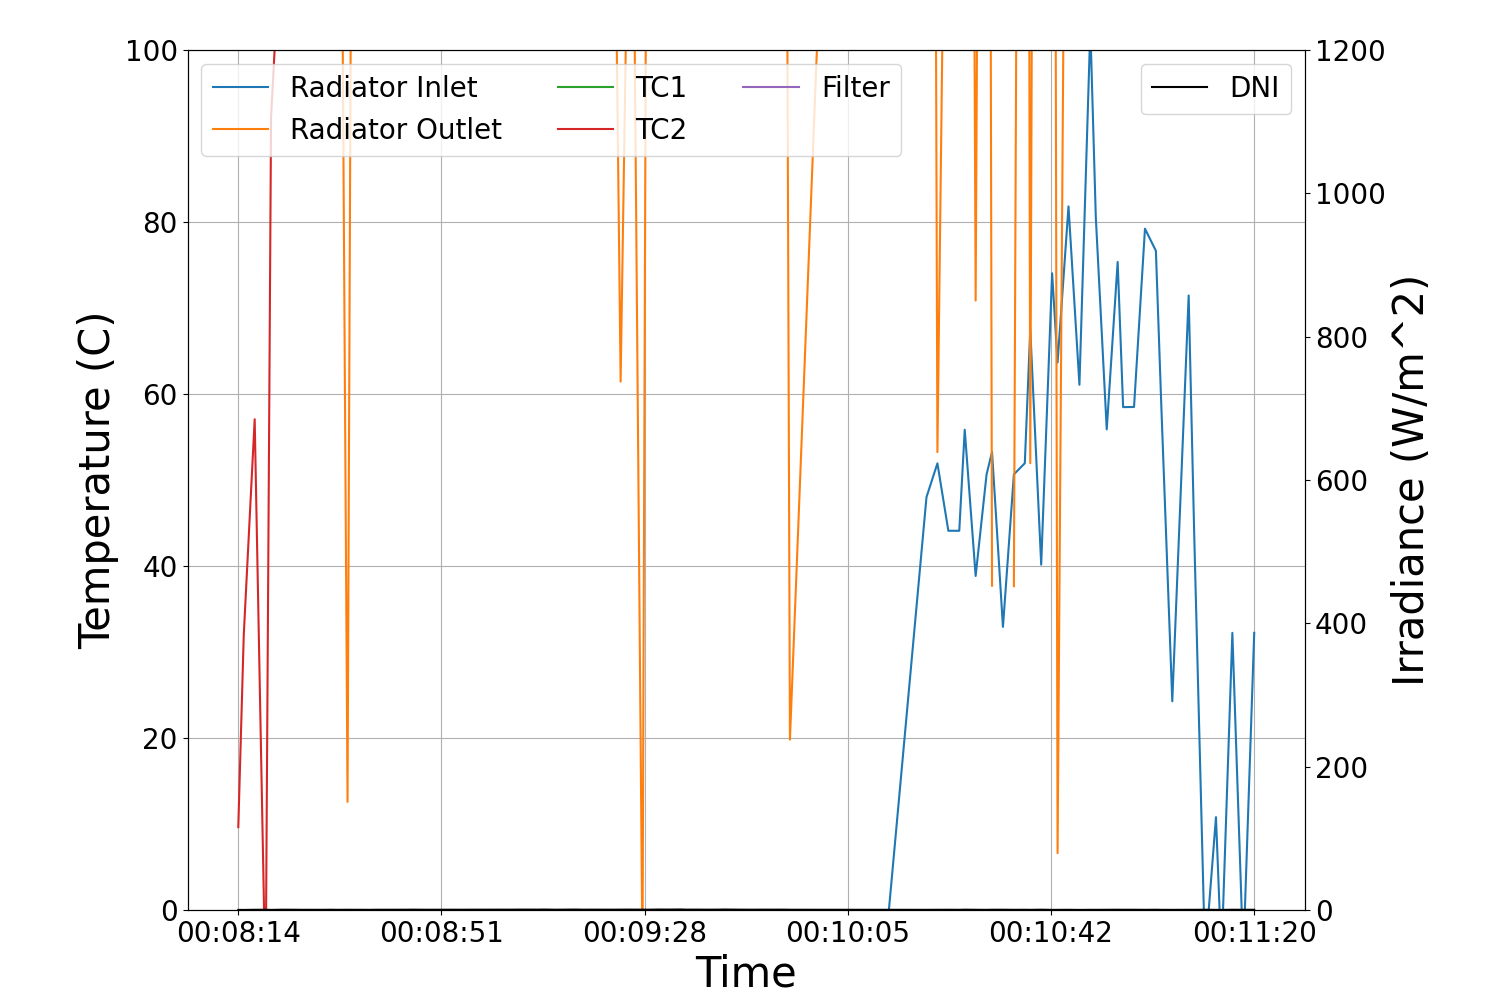 100
80
60
40
20
0
Temperature (C)
Radiator Inlet
Radiator Outlet
TC1
TC2
Filter
DNI
1200
1000
800
600
400
200
0
Irradiance (W/m^2)
00:08:14 00:08:51 00:09:28 00:10:05 00:10:42 00:11:20
Time